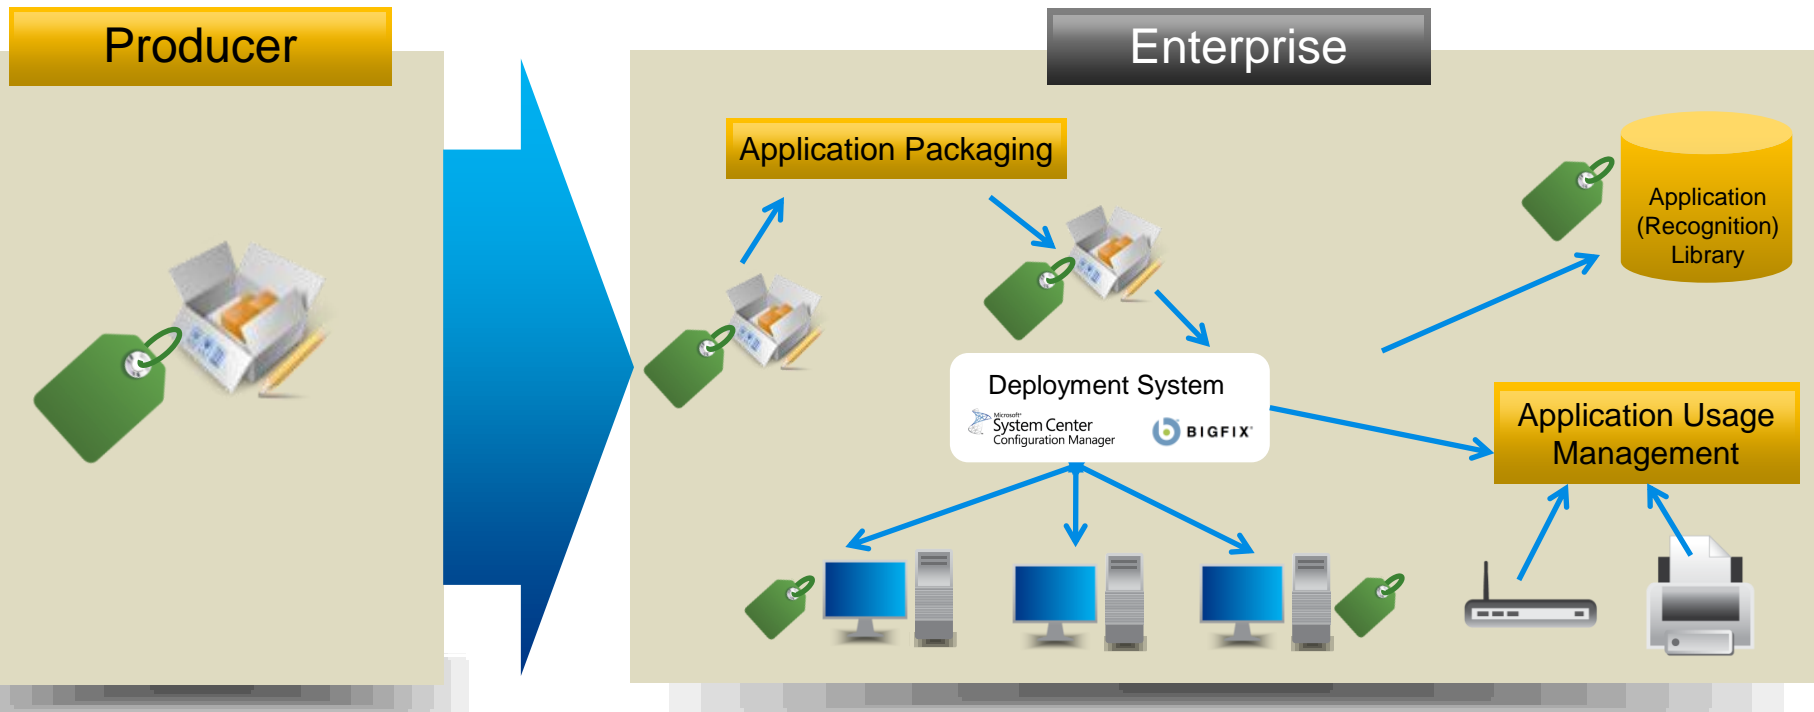 Producer
Enterprise
Application Packaging
Application
(Recognition)
Library
Deployment System
Microsoft
System Center
Configuration Manager
BIGFIX
Application Usage
Management